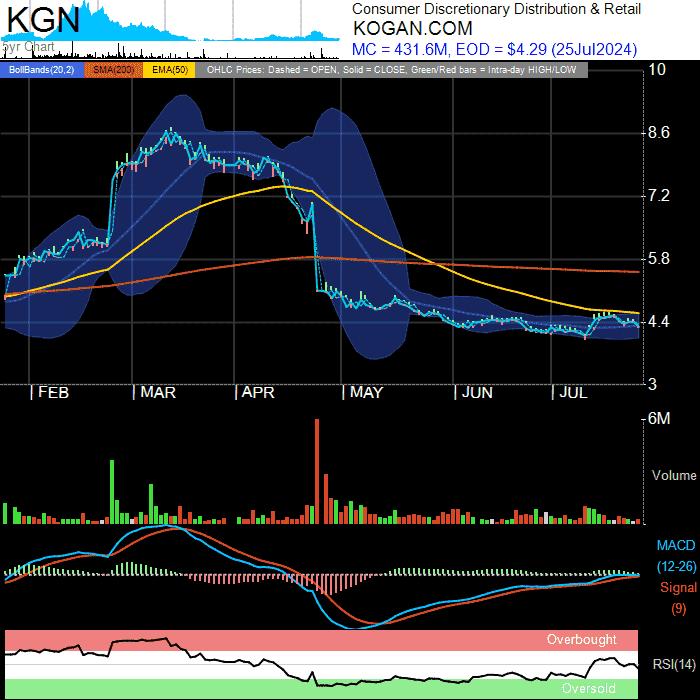 KGN
5yr Chart
Consumer Discretionary Distribution & Retail
KOGAN.COM
MC = 431.6M, EOD = $4.29 (25Jul2024)
BollBands(20,2) SMA(200) EMA(50) OHLC Prices: Dashed = OPEN, Solid = CLOSE, Green/Red bars = Intra-day HIGH/LOW
10
8.6
7.2
5.8
4.4
3
FEB MAR APR MAY JUN JUL
6M
Volume
MACD
(12-26)
Signal
(9)
Overbought
RSI(14)
Oversold